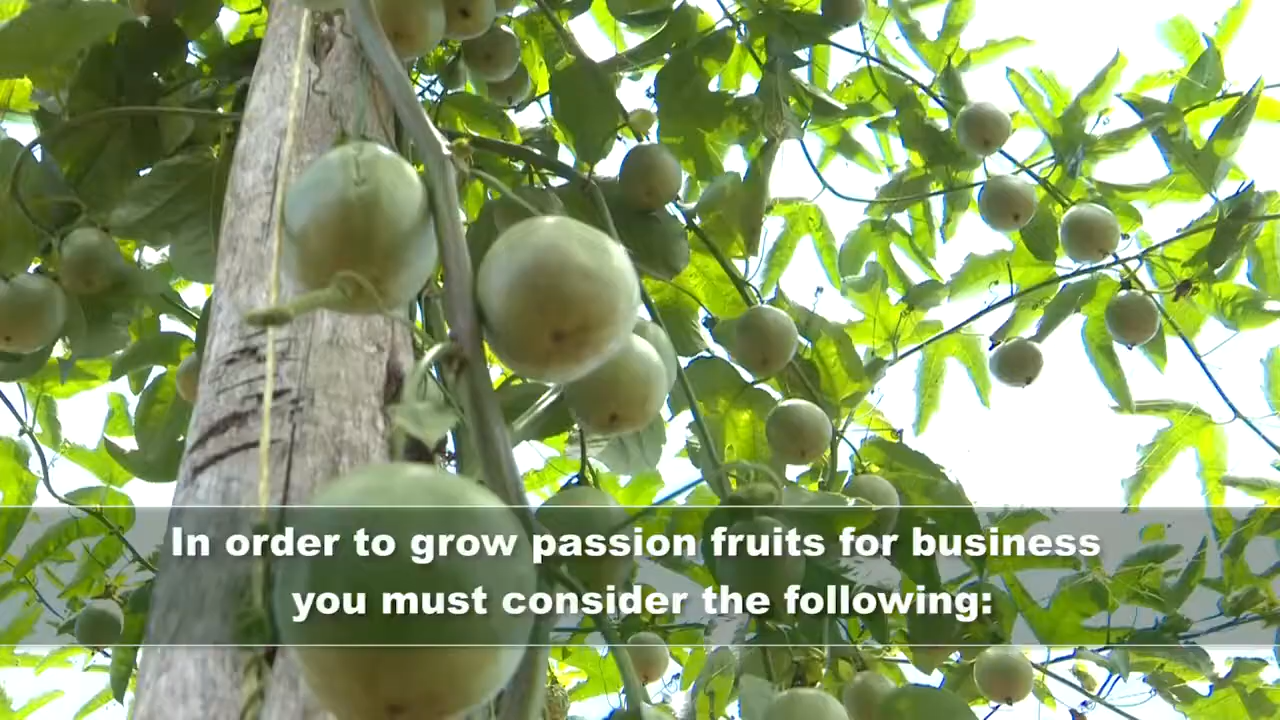 In order to grow passion fruits for business
you must consider the following: